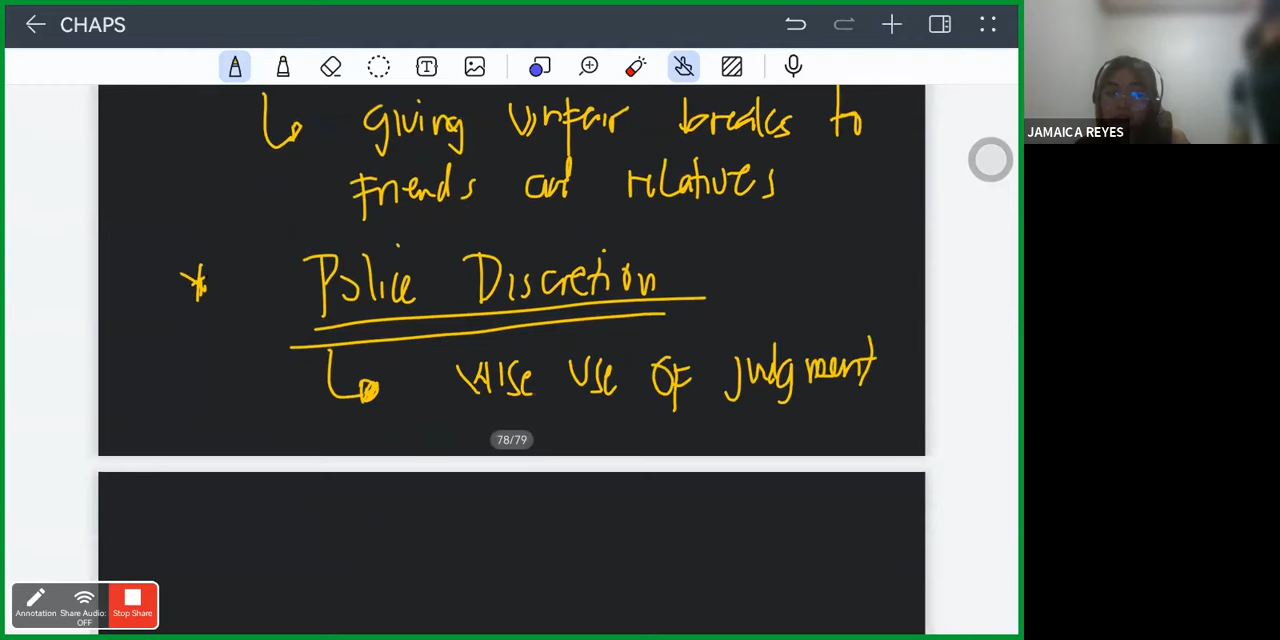 CHAPS
giving unfair breaks to
friends and relatives
JAMAICA REYES
* Police Discretion
wise use of judgment
78/79
Annotation
Share Audio: OFF
Stop Share